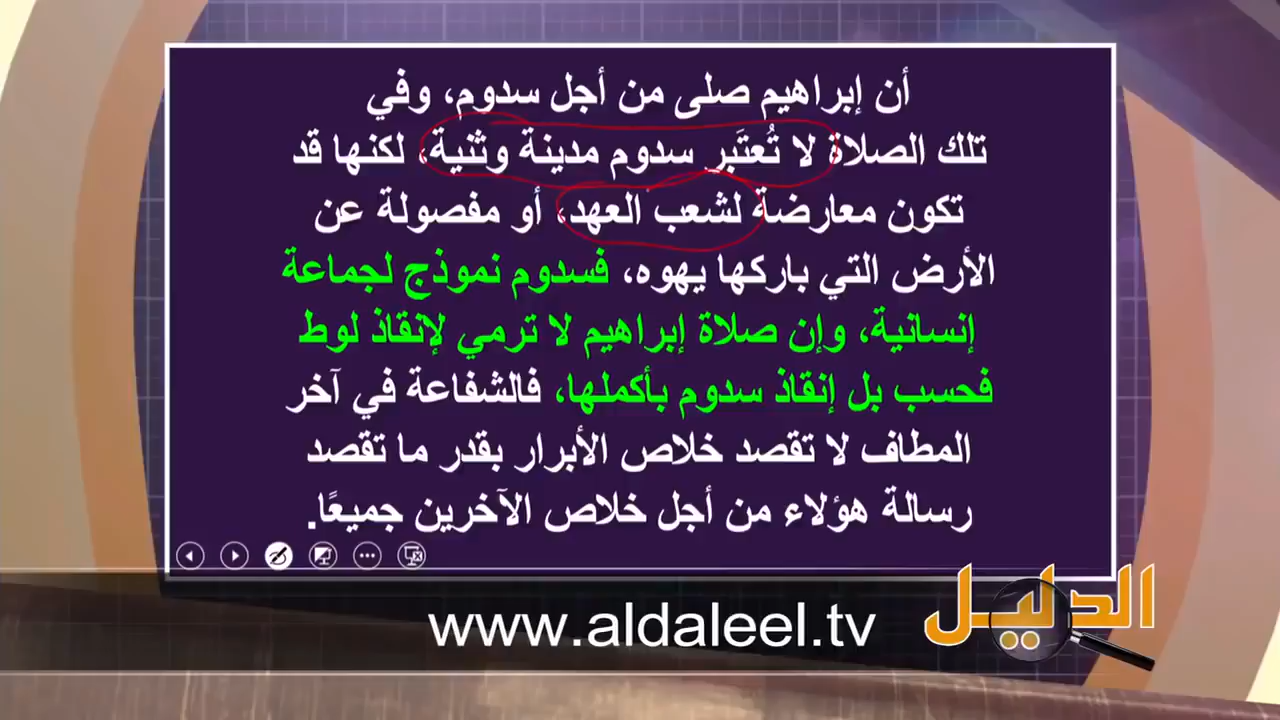 أن إبراهيم صلى من أجل سدوم، وفي
تلك الصلاة لا تُعتَبر سدوم مدينة وثنية، لكنها قد
تكون معارضة لشعب العهد، أو مفصولة عن
الأرض التي باركها يهوه، فسدوم نموذج لجماعة
إنسانية، وإن صلاة إبراهيم لا ترمي لإنقاذ لوط
فحسب بل إنقاذ سدوم بأكملها، فالشفاعة في آخر
المطاف لا تقصد خلاص الأبرار بقدر ما تقصد
رسالة هؤلاء من أجل خلاص الآخرين جميعًا.
الدليل
www.aldaleel.tv